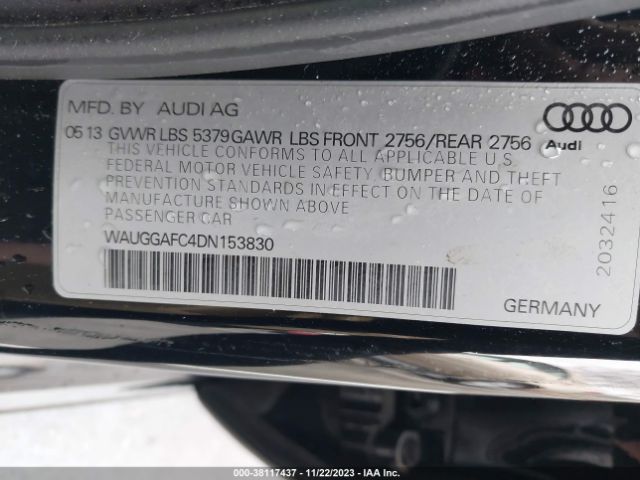 MFD. BY AUDI AG
05 13 GVWR LBS 5379 GAWR LBS FRONT 2756/REAR 2756
Audi
THIS VEHICLE CONFORMS TO ALL APPLICABLE U.S.
FEDERAL MOTOR VEHICLE SAFETY, BUMPER AND THEFT
PREVENTION STANDARDS IN EFFECT ON THE DATE OF
MANUFACTURE SHOWN ABOVE
PASSENGER CAR
WAUGGAFC4DN153830
2032416
GERMANY
000-38117437 - 11/22/2023 - IAA Inc.